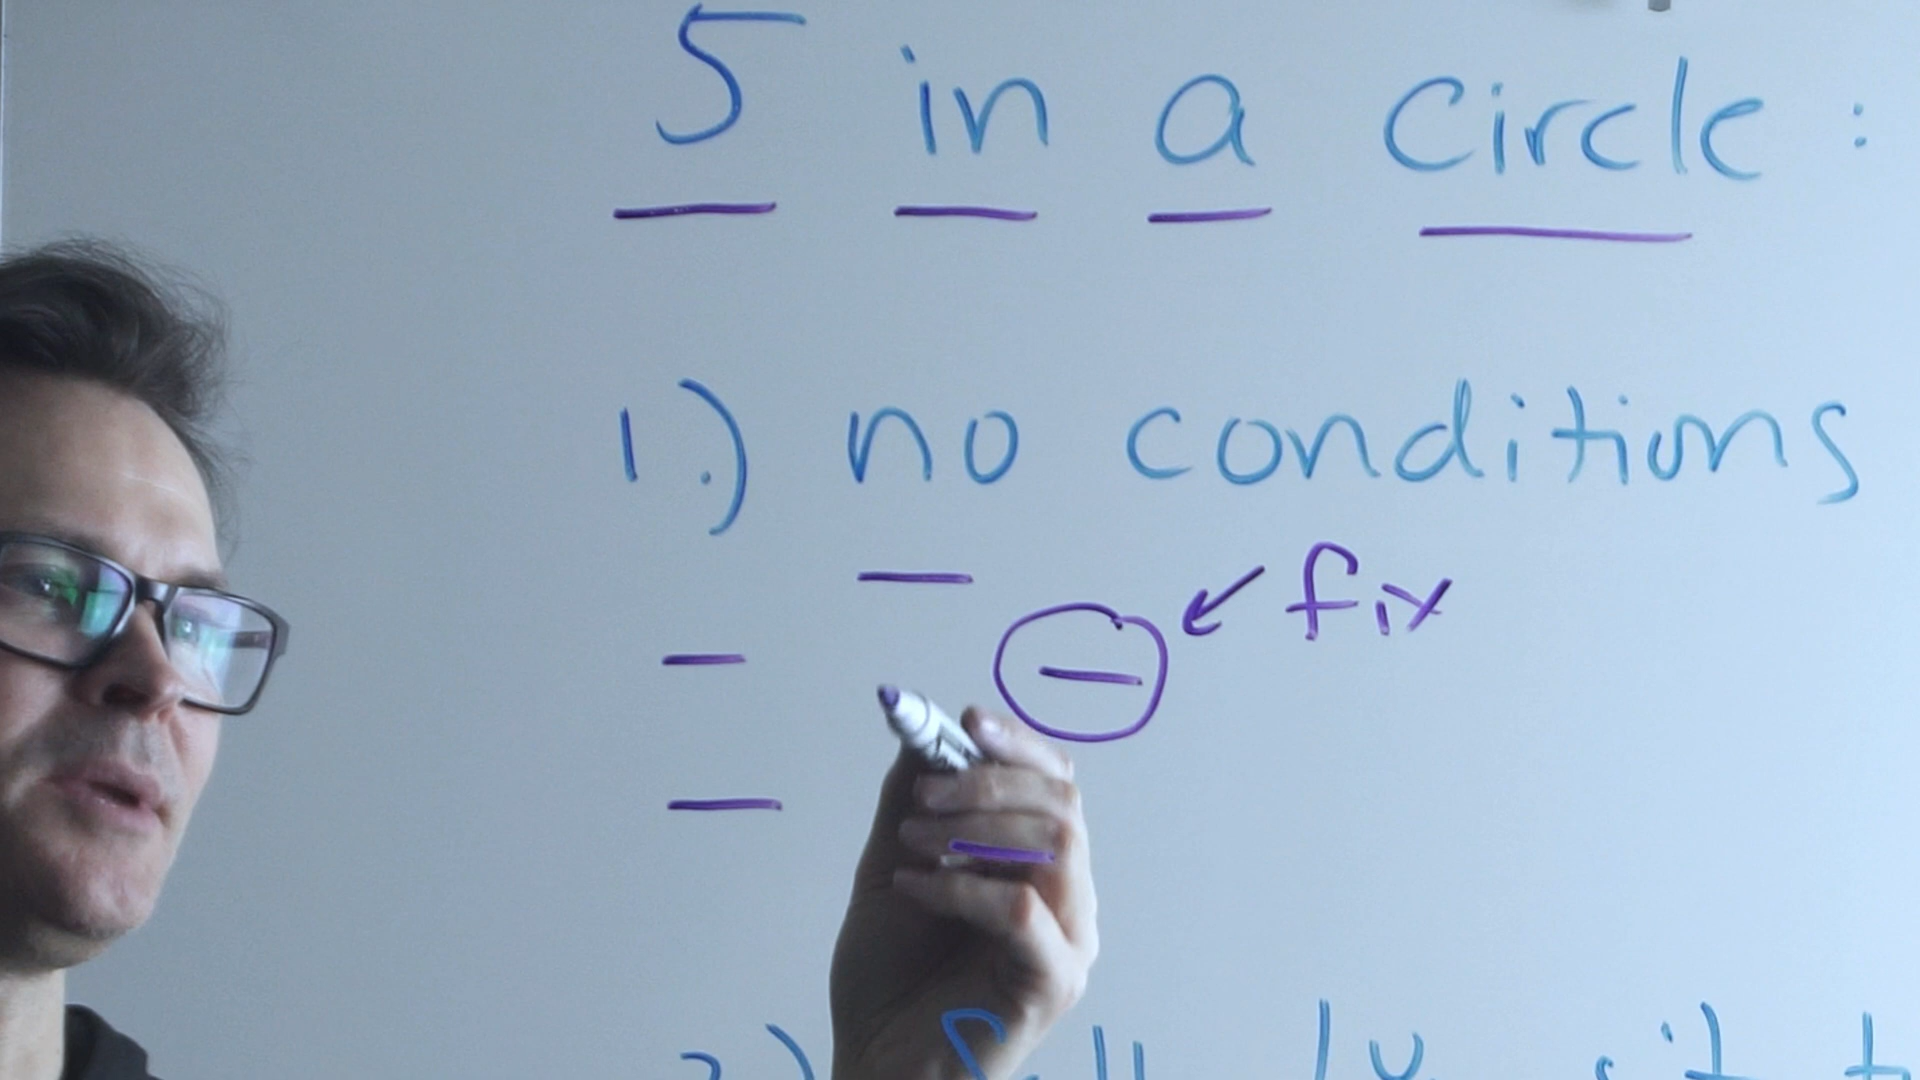 5 in a circle :
1.) no conditions
fix